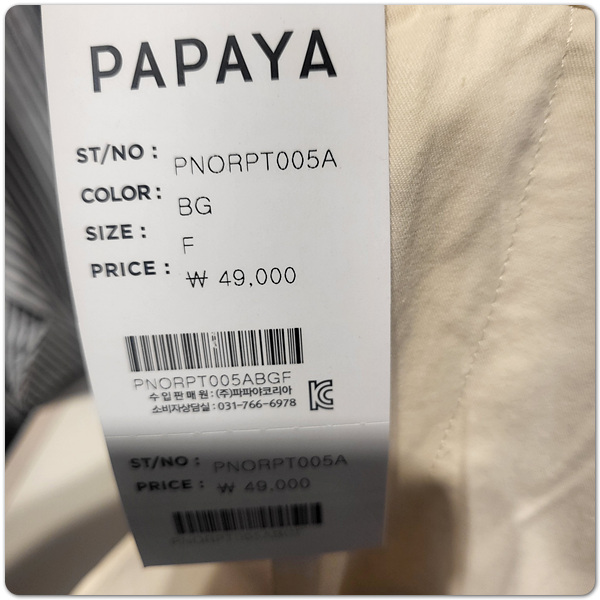 PAPAYA
ST/NO : PNORPT005A
COLOR : BG
SIZE : F
PRICE : ₩ 49,000
PNORPT005ABGF
수입판매원 : (주)파파야코리아
소비자상담실 : 031-766-6978
ST/NO : PNORPT005A
PRICE : ₩ 49,000